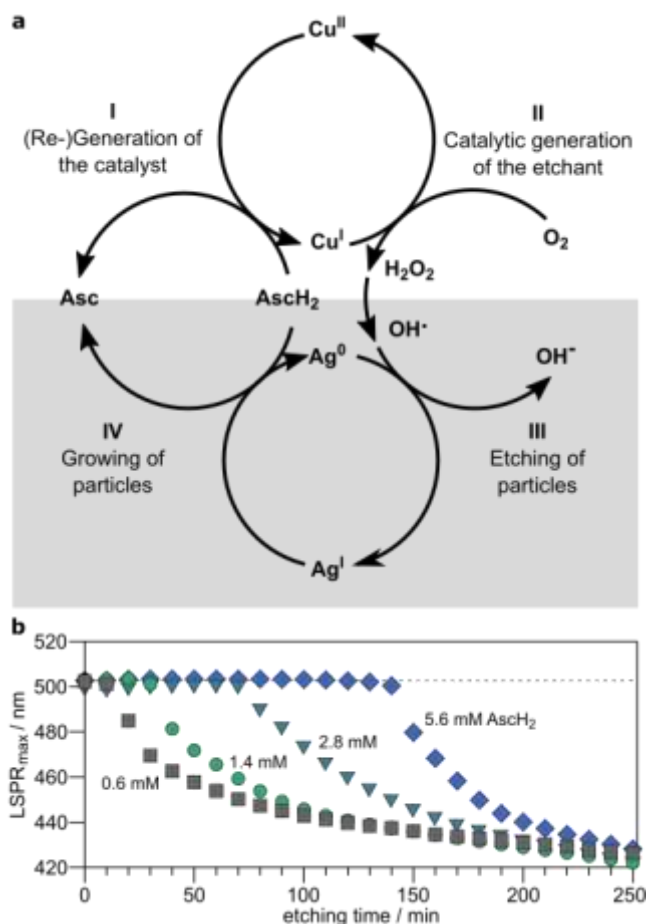 a
Cu^II
I
(Re-)Generation of
the catalyst
II
Catalytic generation
of the etchant
Cu^I
O₂
H₂O₂
Asc
AscH₂
OH·
Ag⁰
OH⁻
IV
Growing of
particles
III
Etching of
particles
Ag^I
b
520
500
480
460
440
420
LSPRmax / nm
5.6 mM AscH₂
2.8 mM
1.4 mM
0.6 mM
0 50 100 150 200 250
etching time / min